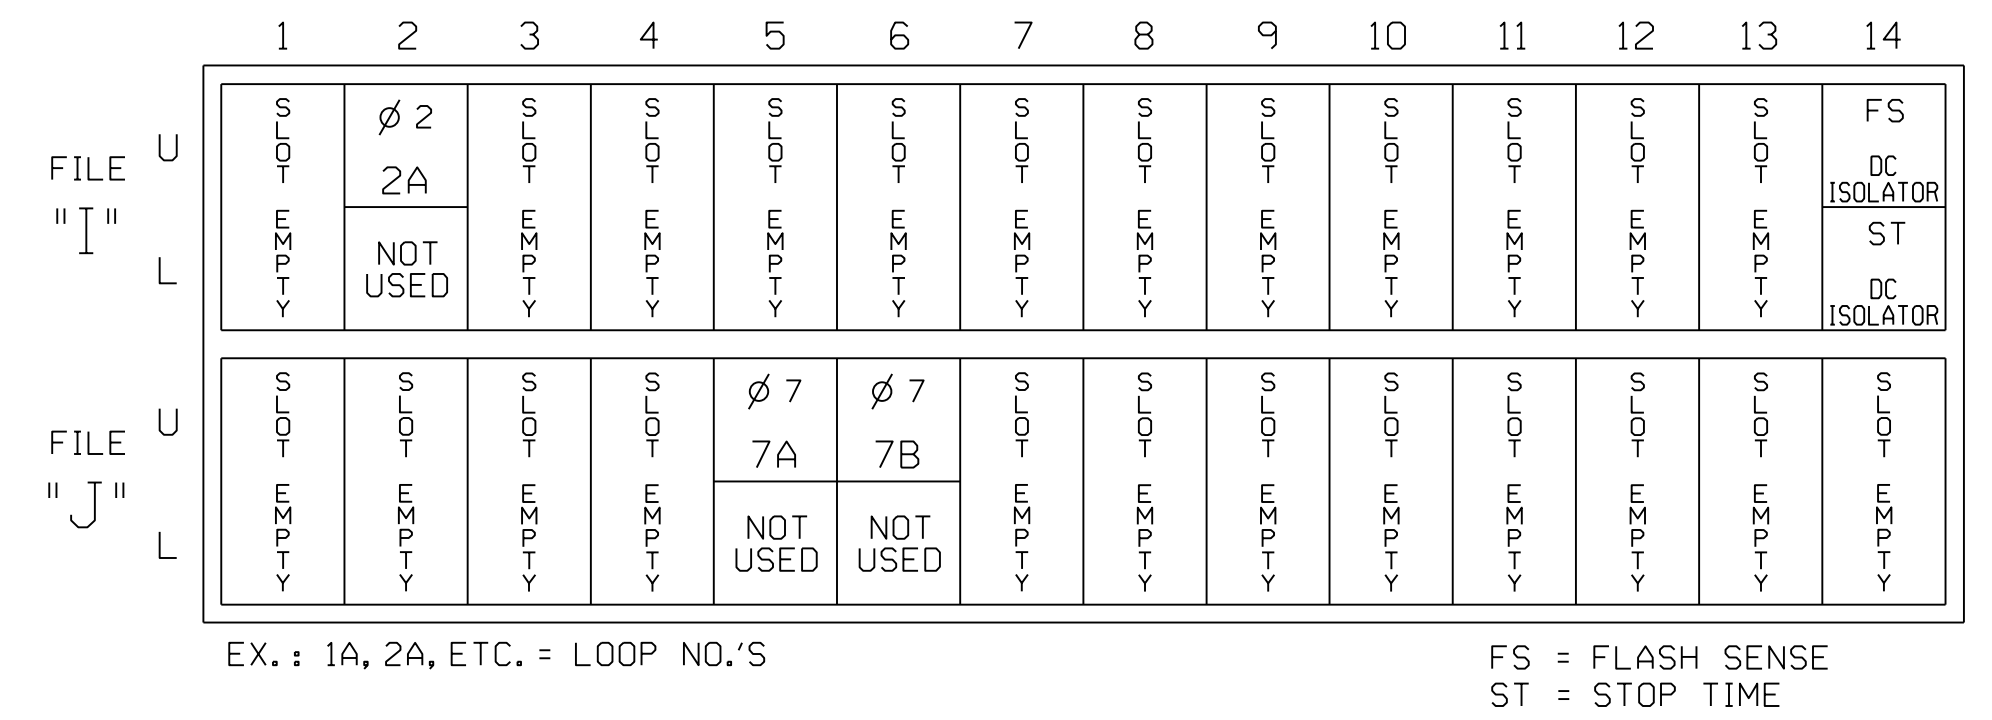 1 2 3 4 5 6 7 8 9 10 11 12 13 14
FILE
"I"
U
L
SLOT EMPTY
Ø 2
2A
NOT
USED
SLOT EMPTY
SLOT EMPTY
SLOT EMPTY
SLOT EMPTY
SLOT EMPTY
SLOT EMPTY
SLOT EMPTY
SLOT EMPTY
SLOT EMPTY
SLOT EMPTY
SLOT EMPTY
FS
DC
ISOLATOR
ST
DC
ISOLATOR
FILE
"J"
U
L
SLOT EMPTY
SLOT EMPTY
SLOT EMPTY
SLOT EMPTY
Ø 7
7A
NOT
USED
Ø 7
7B
NOT
USED
SLOT EMPTY
SLOT EMPTY
SLOT EMPTY
SLOT EMPTY
SLOT EMPTY
SLOT EMPTY
SLOT EMPTY
SLOT EMPTY
EX.: 1A, 2A, ETC. = LOOP NO.'S
FS = FLASH SENSE
ST = STOP TIME